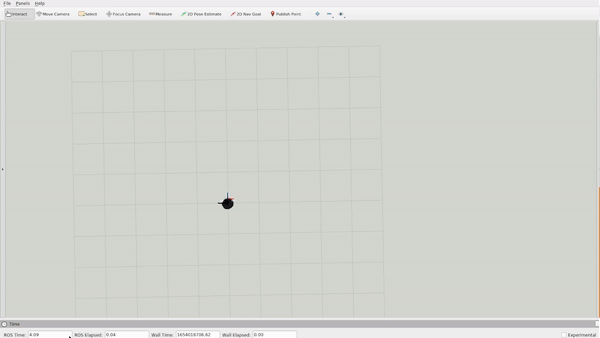 File Panels Help
Interact Move Camera Select Focus Camera Measure 2D Pose Estimate 2D Nav Goal Publish Point
Time
ROS Time: 4.09 ROS Elapsed: 0.04 Wall Time: 1654018706.62 Wall Elapsed: 0.00 Experimental